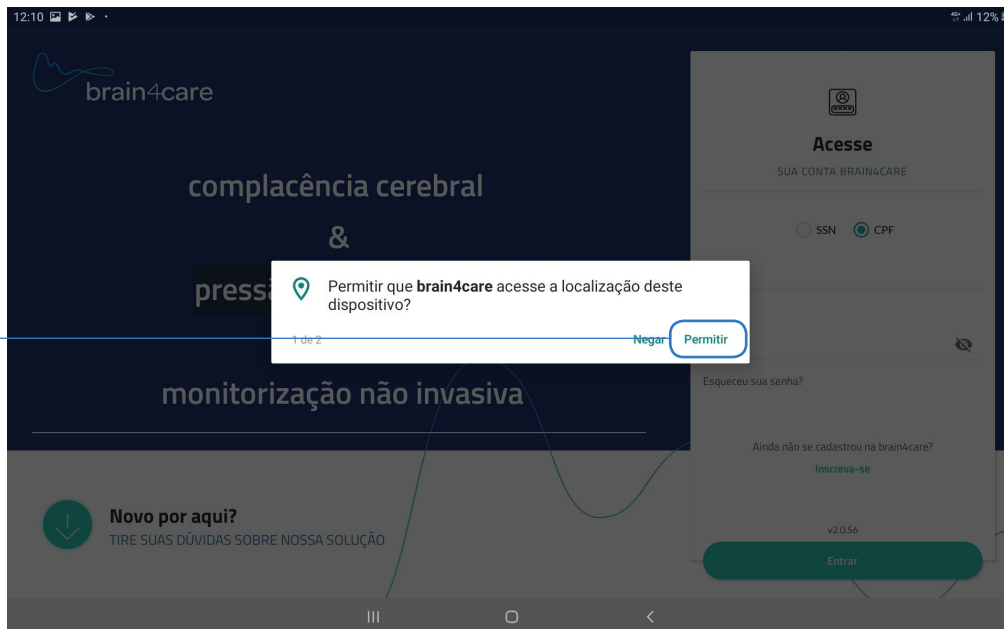 12:10
4G+
12%
brain4care
complacência cerebral
&
press
monitorização não invasiva
Novo por aqui?
TIRE SUAS DÚVIDAS SOBRE NOSSA SOLUÇÃO
Permitir que brain4care acesse a localização deste
dispositivo?
1 de 2
Negar
Permitir
Acesse
SUA CONTA BRAIN4CARE
SSN
CPF
Esqueceu sua senha?
Ainda não se cadastrou na brain4care?
Inscreva-se
v2.0.56
Entrar